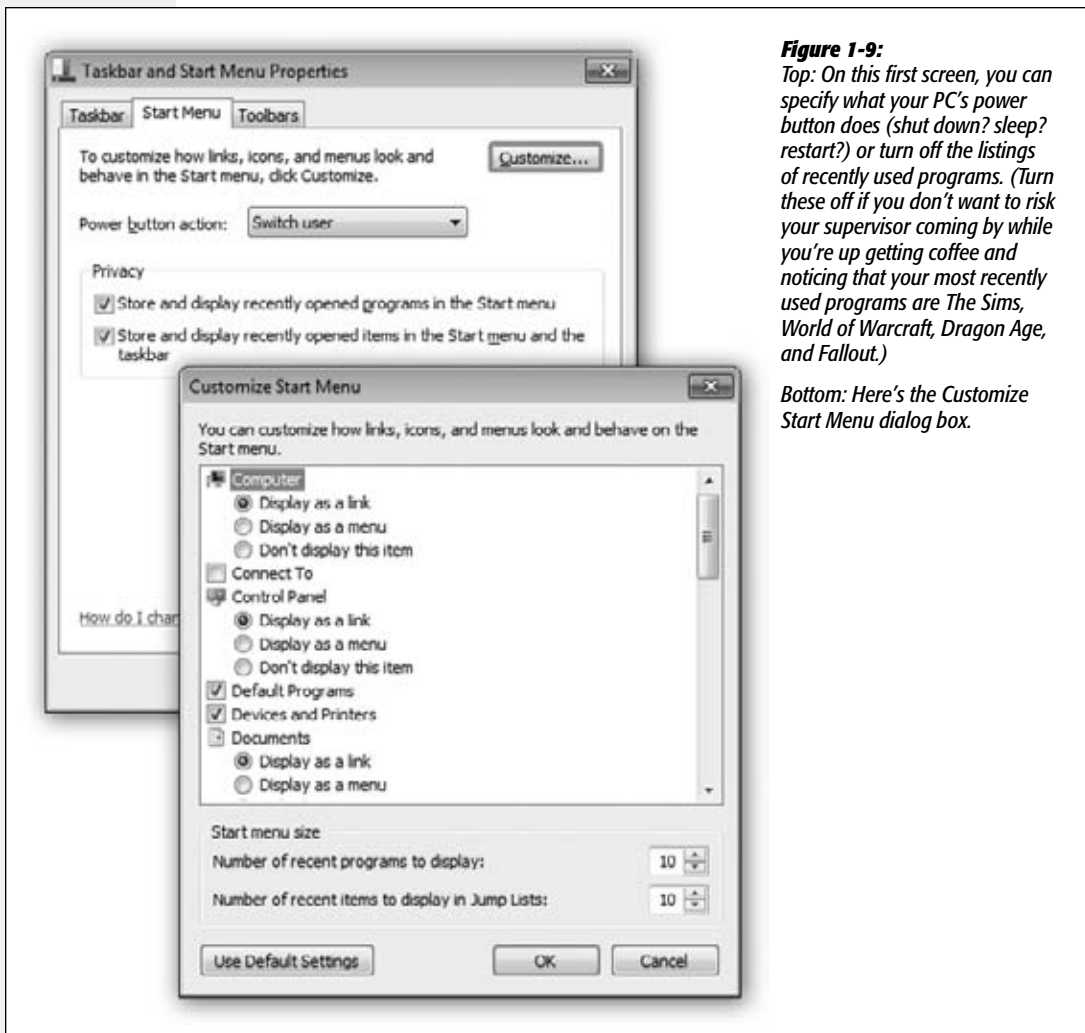 Taskbar and Start Menu Properties
Taskbar
Start Menu
Toolbars
To customize how links, icons, and menus look and
behave in the Start menu, click Customize.
Customize...
Power button action:
Switch user
Privacy
Store and display recently opened programs in the Start menu
Store and display recently opened items in the Start menu and the
taskbar
How do I
Customize Start Menu
You can customize how links, icons, and menus look and behave on the
Start menu.
Computer
Display as a link
Display as a menu
Don't display this item
Connect To
Control Panel
Display as a link
Display as a menu
Don't display this item
Default Programs
Devices and Printers
Documents
Display as a link
Display as a menu
Start menu size
Number of recent programs to display:
10
Number of recent items to display in Jump Lists:
10
Use Default Settings
OK
Cancel
Figure 1-9:
Top: On this first screen, you can
specify what your PC’s power
button does (shut down? sleep?
restart?) or turn off the listings
of recently used programs. (Turn
these off if you don’t want to risk
your supervisor coming by while
you’re up getting coffee and
noticing that your most recently
used programs are The Sims,
World of Warcraft, Dragon Age,
and Fallout.)
Bottom: Here’s the Customize
Start Menu dialog box.